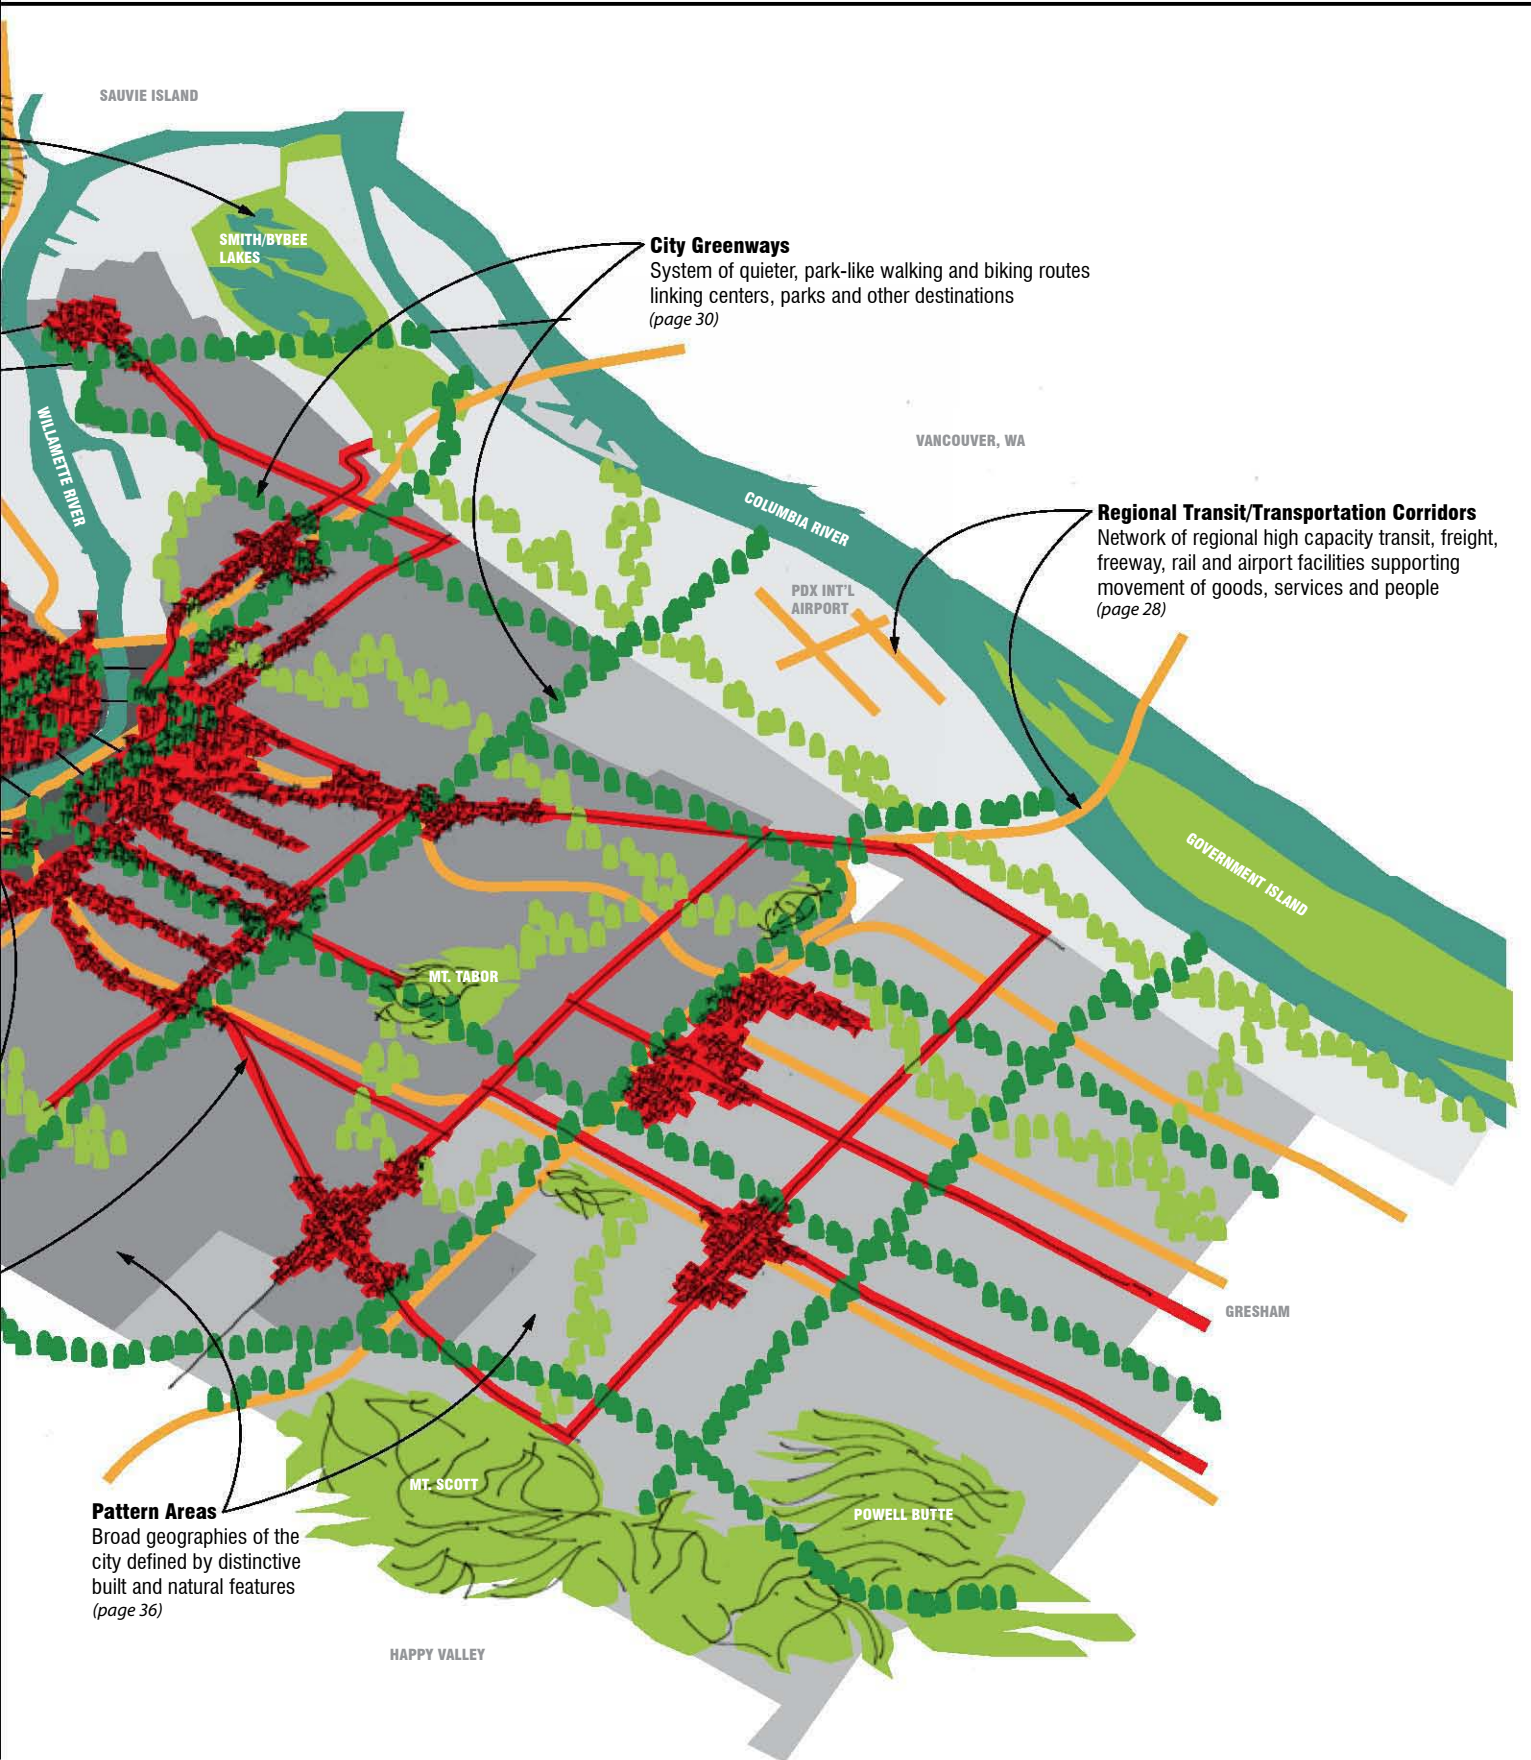 SAUVIE ISLAND
SMITH/BYBEE
LAKES
City Greenways
System of quieter, park-like walking and biking routes
linking centers, parks and other destinations
(page 30)
WILLAMETTE RIVER
VANCOUVER, WA
COLUMBIA RIVER
Regional Transit/Transportation Corridors
Network of regional high capacity transit, freight,
freeway, rail and airport facilities supporting
movement of goods, services and people
(page 28)
PDX INT'L
AIRPORT
GOVERNMENT ISLAND
MT. TABOR
GRESHAM
MT. SCOTT
POWELL BUTTE
Pattern Areas
Broad geographies of the
city defined by distinctive
built and natural features
(page 36)
HAPPY VALLEY